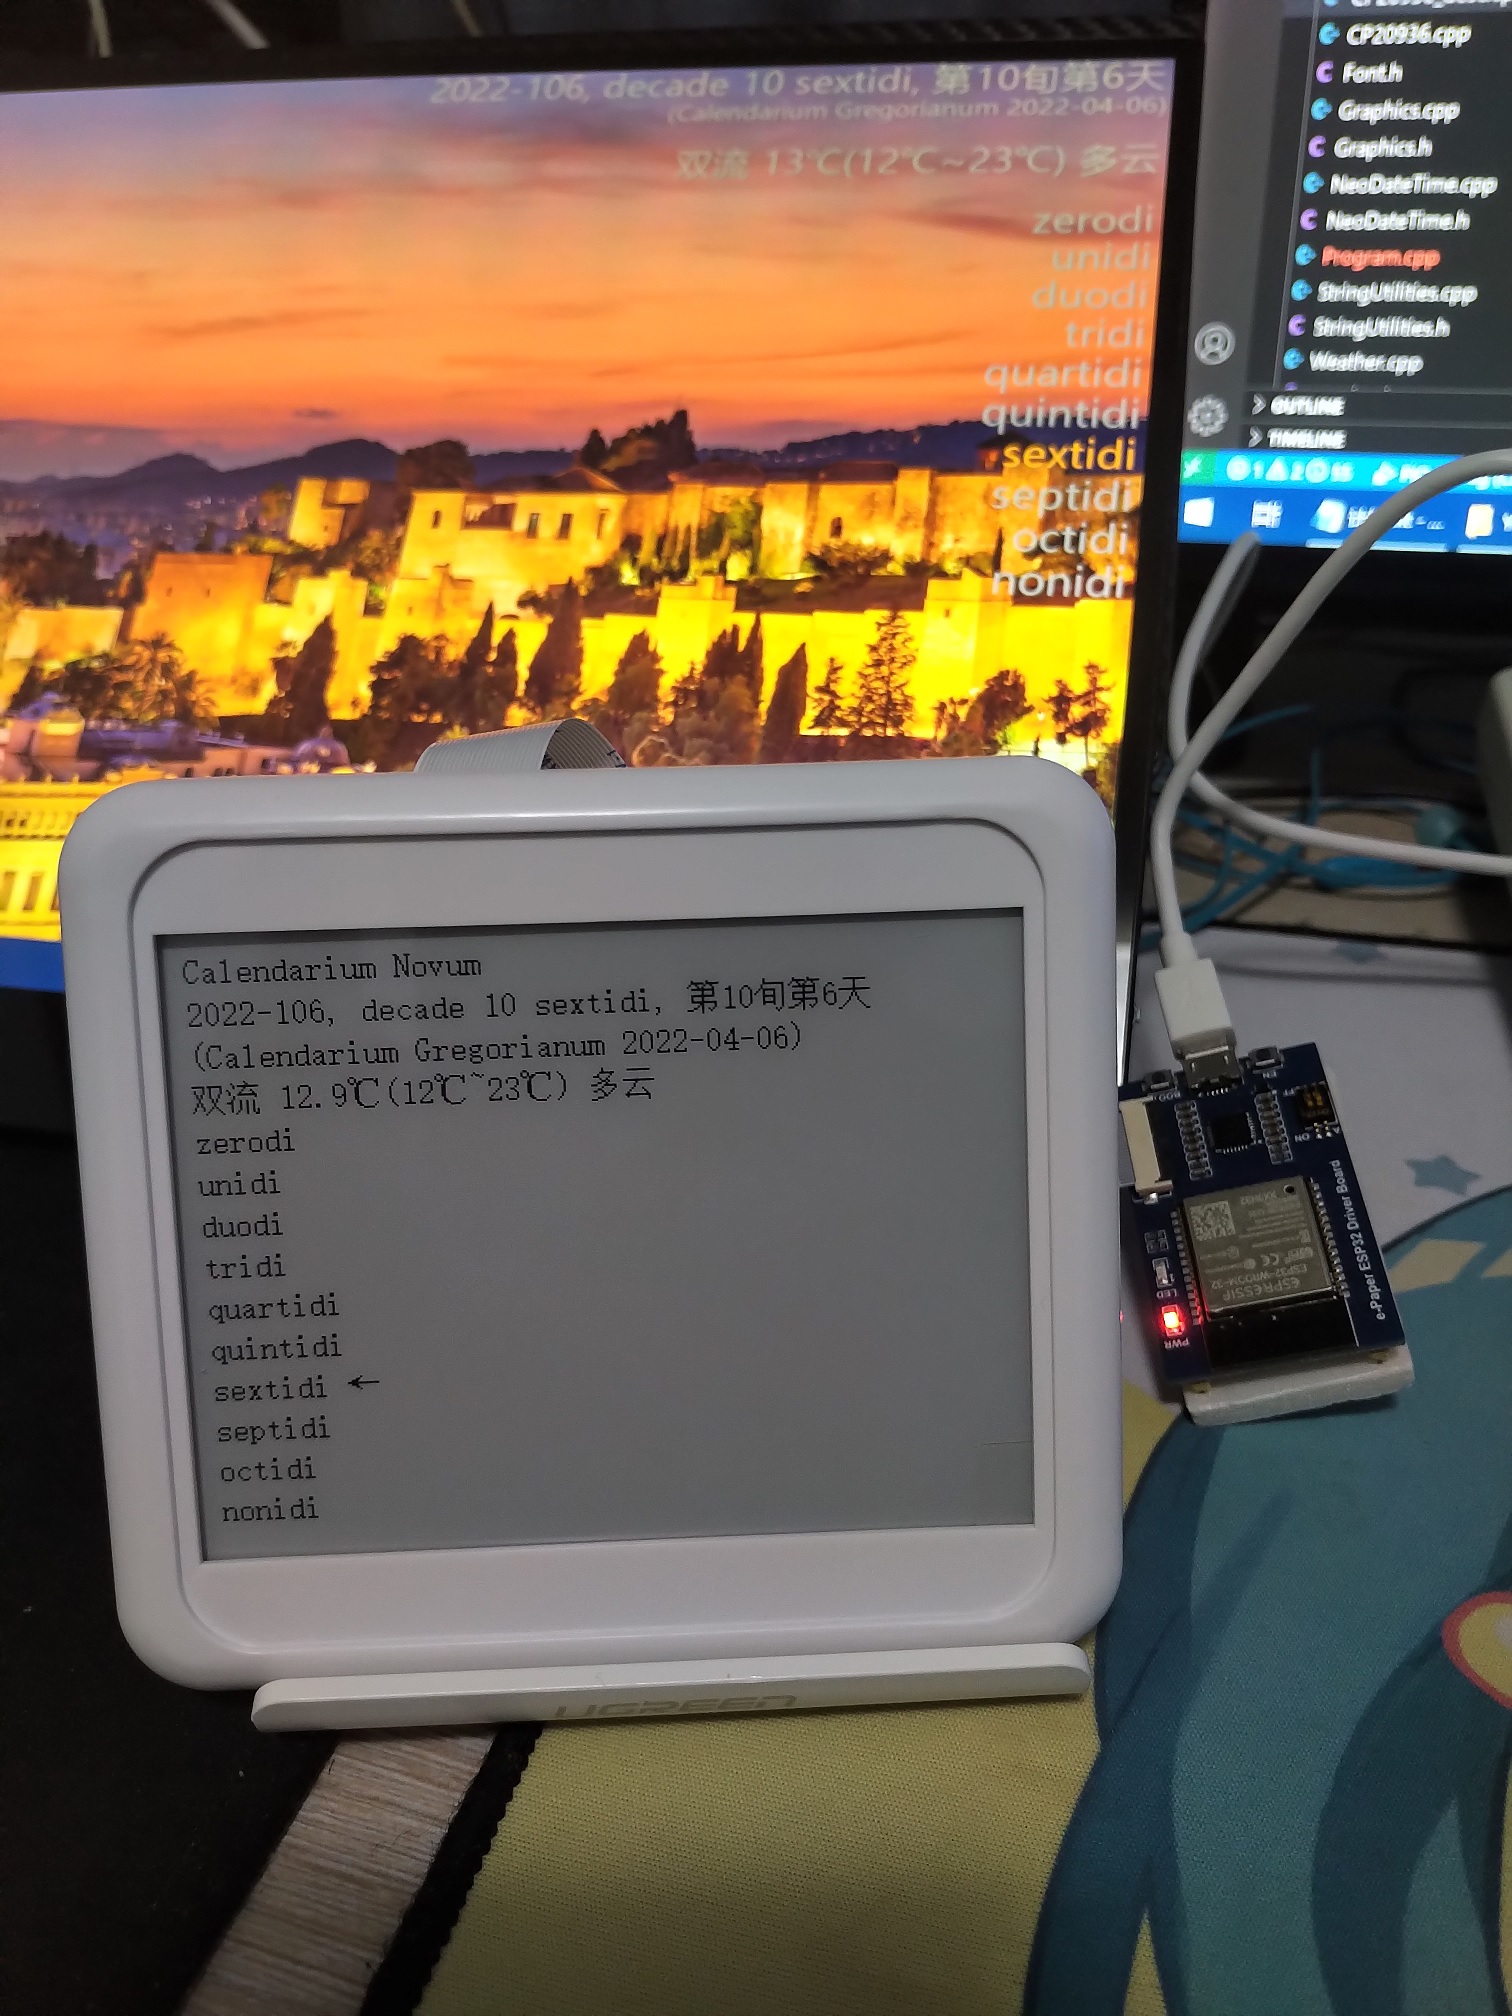 2022-106, decade 10 sextidi, 第10旬第6天
(Calendarium Gregorianum 2022-04-06)
双流 13℃(12℃~23℃) 多云
zerodi
unidi
duodi
tridi
quartidi
quintidi
sextidi
septidi
octidi
nonidi
CP20936.cpp
Font.h
Graphics.cpp
Graphics.h
NeoDateTime.cpp
NeoDateTime.h
Program.cpp
StringUtilities.cpp
StringUtilities.h
Weather.cpp
OUTLINE
TIMELINE
Calendarium Novum
2022-106, decade 10 sextidi, 第10旬第6天
(Calendarium Gregorianum 2022-04-06)
双流 12.9℃(12℃~23℃) 多云
zerodi
unidi
duodi
tridi
quartidi
quintidi
sextidi ←
septidi
octidi
nonidi
UGREEN
EN
ON
ESPRESSIF
ESP32-WROOM-32
LED
PWR
e-Paper ESP32 Driver Board